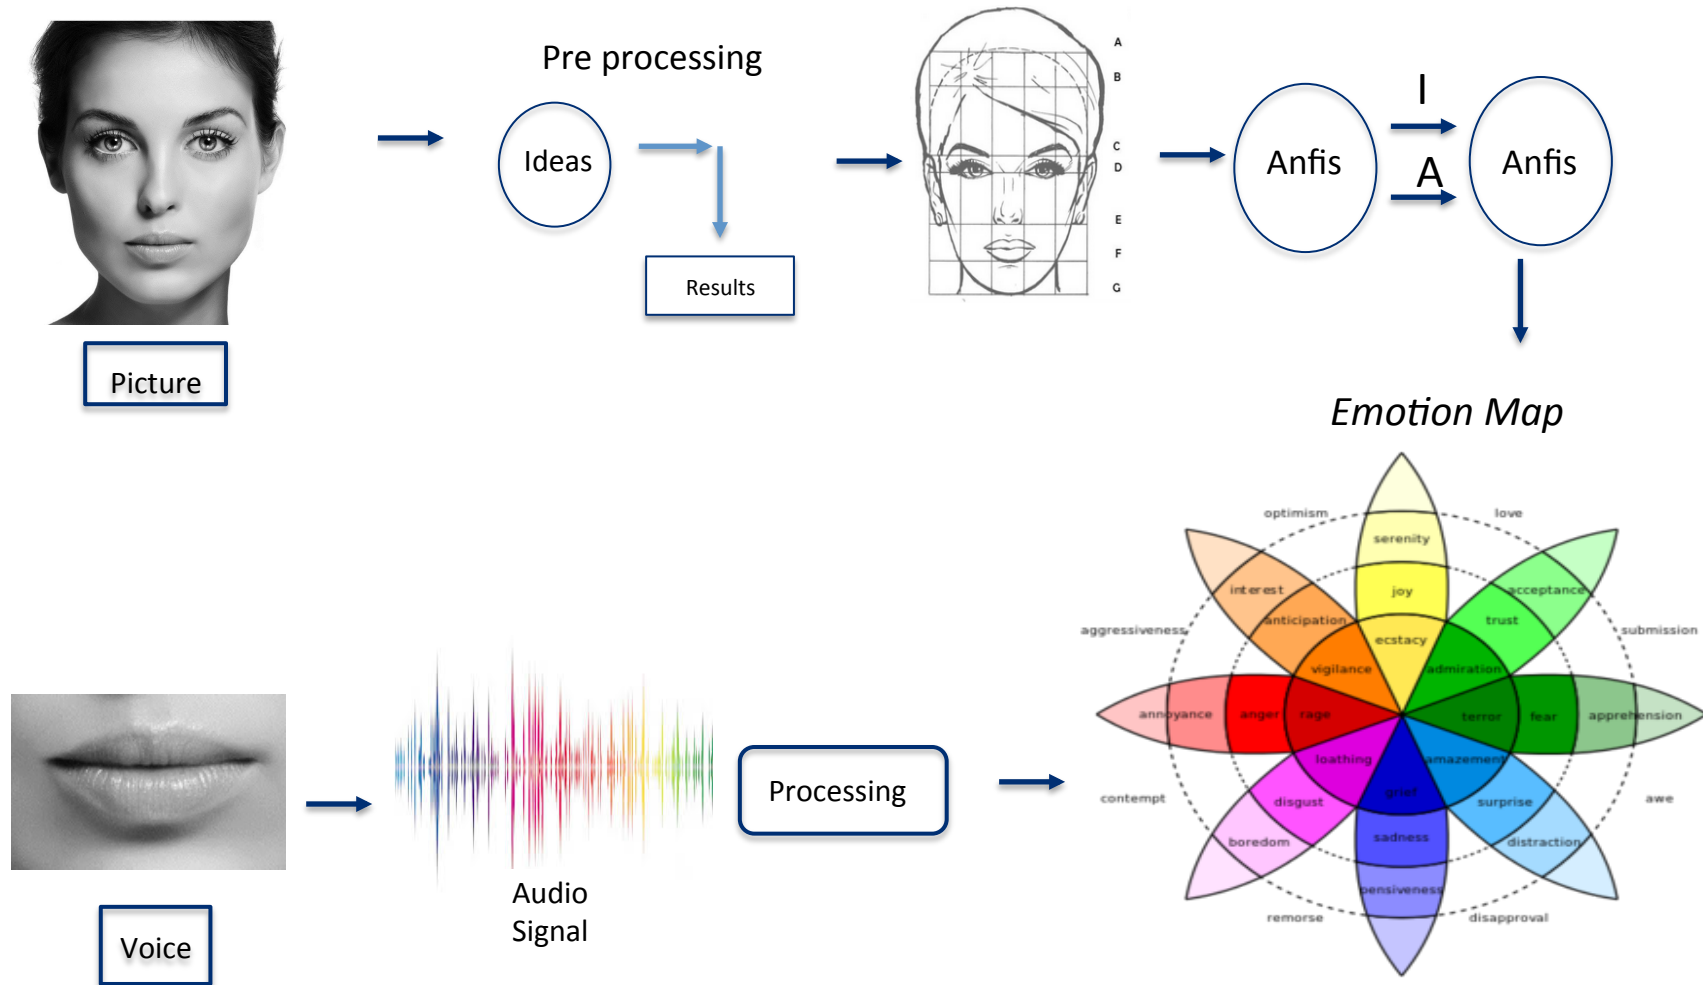 Pre processing
Ideas
Results
Picture
A
B
C
D
E
F
G
Anfis
I
A
Anfis
Emotion Map
optimism
love
serenity
interest
acceptance
joy
anticipation
trust
aggressiveness
submission
ecstacy
vigilance
admiration
annoyance
anger
rage
terror
fear
apprehension
loathing
amazement
contempt
disgust
grief
surprise
awe
boredom
sadness
distraction
pensiveness
remorse
disapproval
Processing
Audio
Signal
Voice